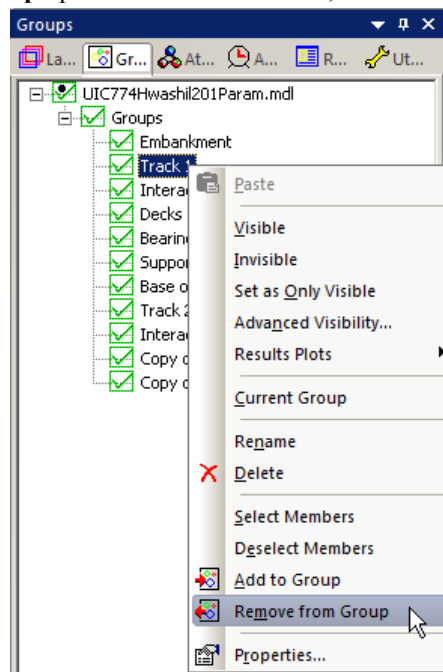 Groups
La... Gr... At... A... R... Ut...
UIC774Hwashil201Param.mdl
Groups
Embankment
Track 1
Intera
Decks
Bearin
Suppor
Base o
Track 2
Intera
Copy o
Copy o
Paste
Visible
Invisible
Set as Only Visible
Advanced Visibility...
Results Plots
Current Group
Rename
Delete
Select Members
Deselect Members
Add to Group
Remove from Group
Properties...